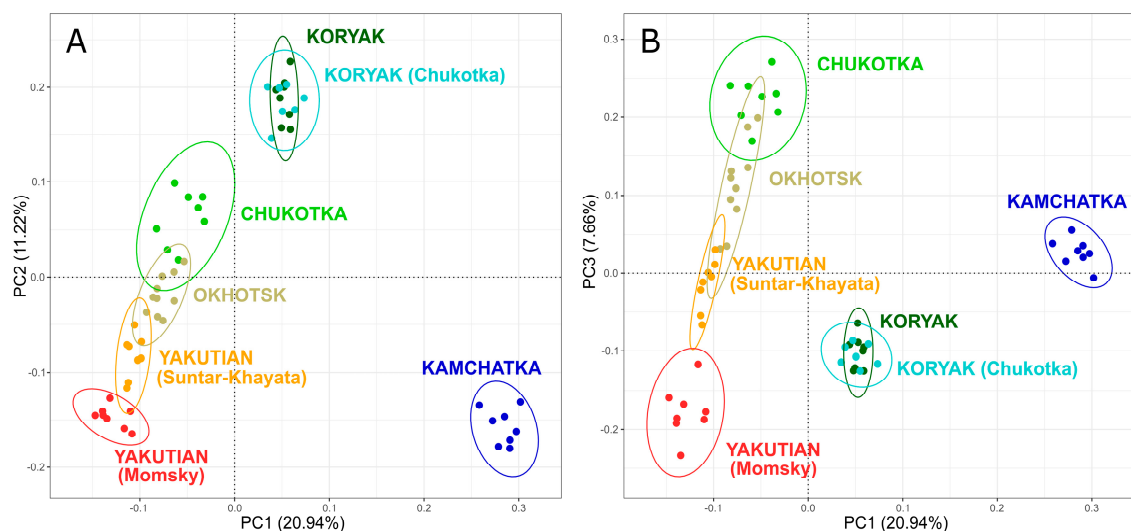 A
KORYAK
KORYAK (Chukotka)
CHUKOTKA
OKHOTSK
YAKUTIAN
(Suntar-Khayata)
KAMCHATKA
YAKUTIAN
(Momsky)
PC2 (11.22%)
0.2
0.1
0.0
-0.1
-0.2
-0.1
0.0
0.1
0.2
0.3
PC1 (20.94%)
B
CHUKOTKA
OKHOTSK
KAMCHATKA
YAKUTIAN
(Suntar-Khayata)
KORYAK
KORYAK (Chukotka)
YAKUTIAN
(Momsky)
PC3 (7.66%)
0.3
0.2
0.1
0.0
-0.1
-0.2
-0.1
0.0
0.1
0.2
0.3
PC1 (20.94%)